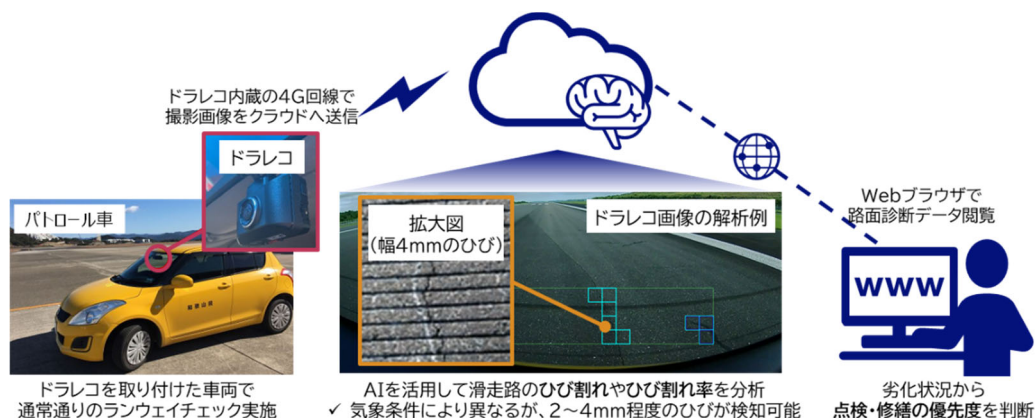 ドラレコ内蔵の4G回線で
撮影画像をクラウドへ送信
ドラレコ
パトロール車
ドラレコを取り付けた車両で
通常通りのランウェイチェック実施
拡大図
(幅4mmのひび)
ドラレコ画像の解析例
AIを活用して滑走路のひび割れやひび割れ率を分析
✓ 気象条件により異なるが、2～4mm程度のひびが検知可能
Webブラウザで
路面診断データ閲覧
WWW
劣化状況から
点検・修繕の優先度を判断